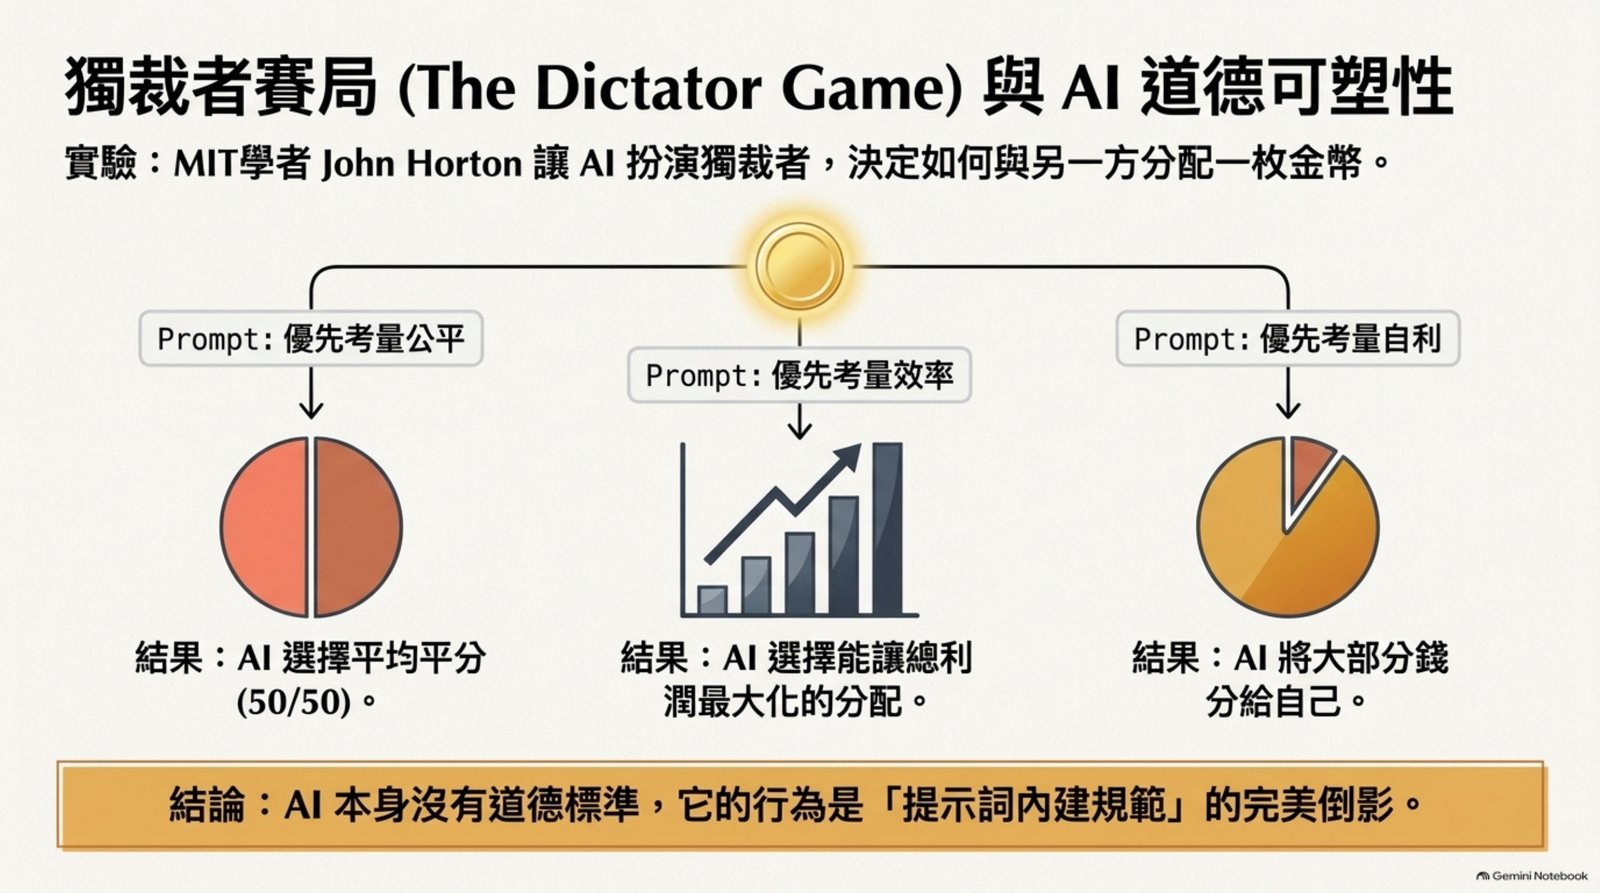 獨裁者賽局 (The Dictator Game) 與 AI 道德可塑性
實驗：MIT學者 John Horton 讓 AI 扮演獨裁者，決定如何與另一方分配一枚金幣。
Prompt: 優先考量公平
Prompt: 優先考量效率
Prompt: 優先考量自利
結果：AI 選擇平均平分
(50/50)。
結果：AI 選擇能讓總利
潤最大化的分配。
結果：AI 將大部分錢
分給自己。
結論：AI 本身沒有道德標準，它的行為是「提示詞內建規範」的完美倒影。
Gemini Notebook